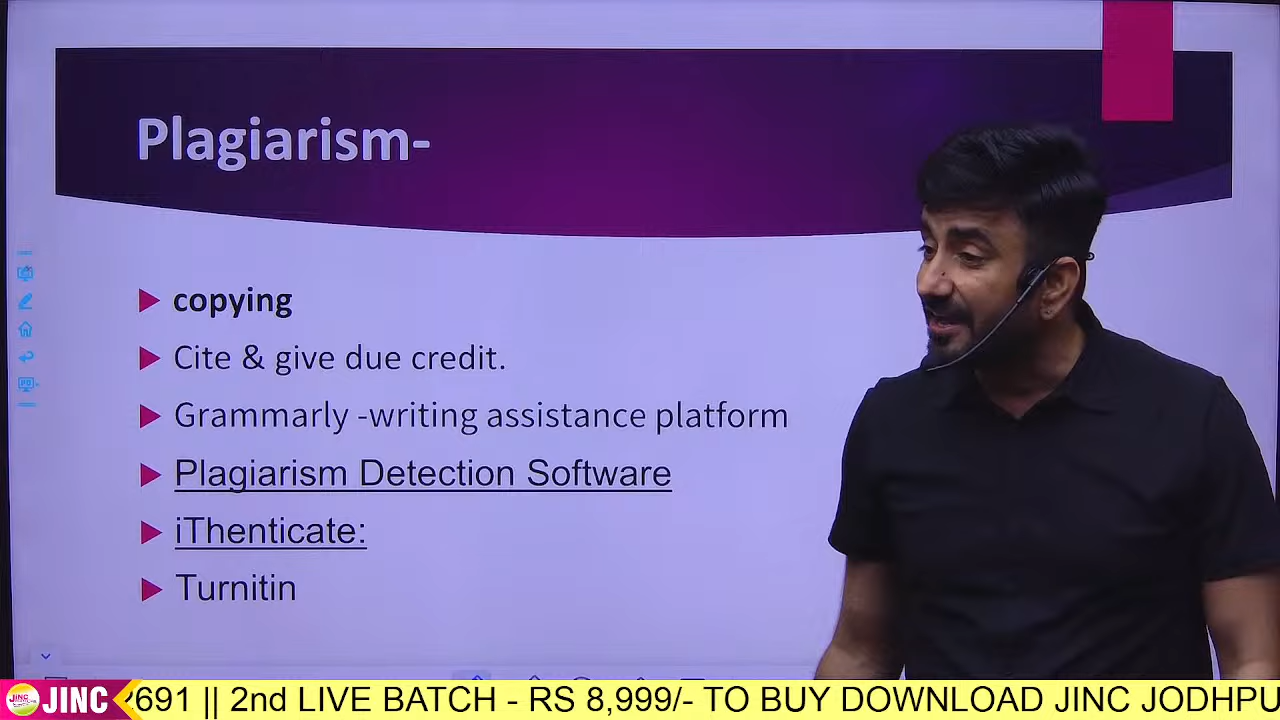 Plagiarism-
copying
Cite & give due credit.
Grammarly -writing assistance platform
Plagiarism Detection Software
iThenticate:
Turnitin
JINC 691 || 2nd LIVE BATCH - RS 8,999/- TO BUY DOWNLOAD JINC JODHPU